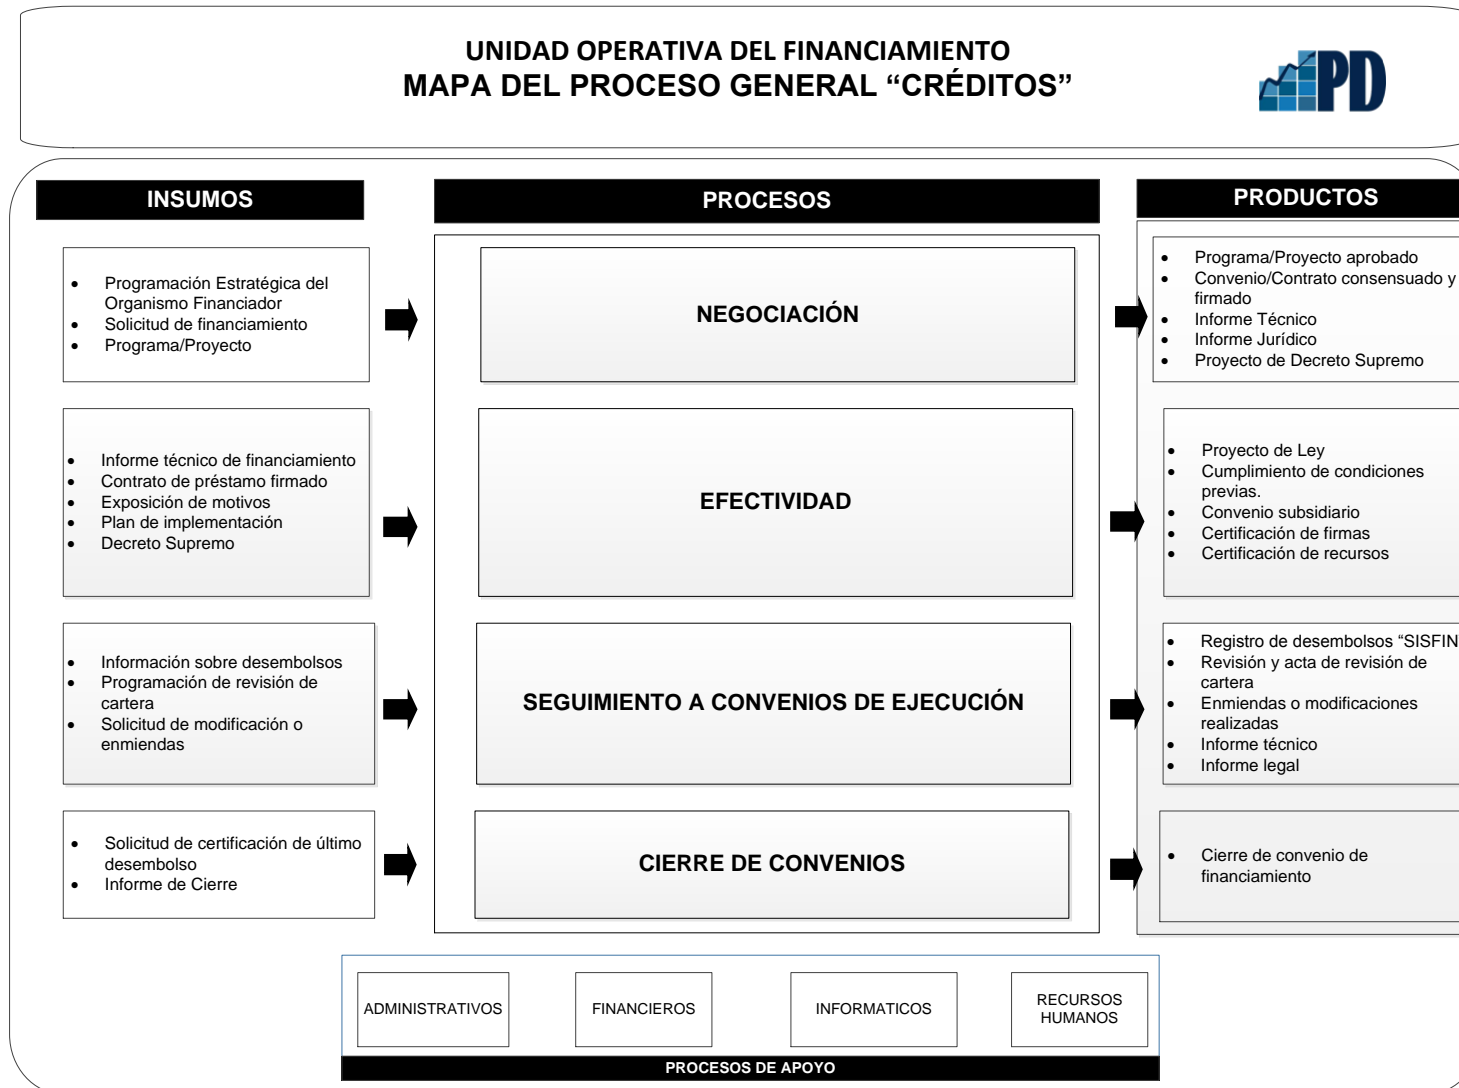 UNIDAD OPERATIVA DEL FINANCIAMIENTO
MAPA DEL PROCESO GENERAL “CRÉDITOS”
PD
INSUMOS
PROCESOS
PRODUCTOS
• Programación Estratégica del
Organismo Financiador
• Solicitud de financiamiento
• Programa/Proyecto
NEGOCIACIÓN
• Programa/Proyecto aprobado
• Convenio/Contrato consensuado y
firmado
• Informe Técnico
• Informe Jurídico
• Proyecto de Decreto Supremo
• Informe técnico de financiamiento
• Contrato de préstamo firmado
• Exposición de motivos
• Plan de implementación
• Decreto Supremo
EFECTIVIDAD
• Proyecto de Ley
• Cumplimiento de condiciones
previas.
• Convenio subsidiario
• Certificación de firmas
• Certificación de recursos
• Información sobre desembolsos
• Programación de revisión de
cartera
• Solicitud de modificación o
enmiendas
SEGUIMIENTO A CONVENIOS DE EJECUCIÓN
• Registro de desembolsos “SISFIN
• Revisión y acta de revisión de
cartera
• Enmiendas o modificaciones
realizadas
• Informe técnico
• Informe legal
• Solicitud de certificación de último
desembolso
• Informe de Cierre
CIERRE DE CONVENIOS
• Cierre de convenio de
financiamiento
ADMINISTRATIVOS
FINANCIEROS
INFORMATICOS
RECURSOS
HUMANOS
PROCESOS DE APOYO